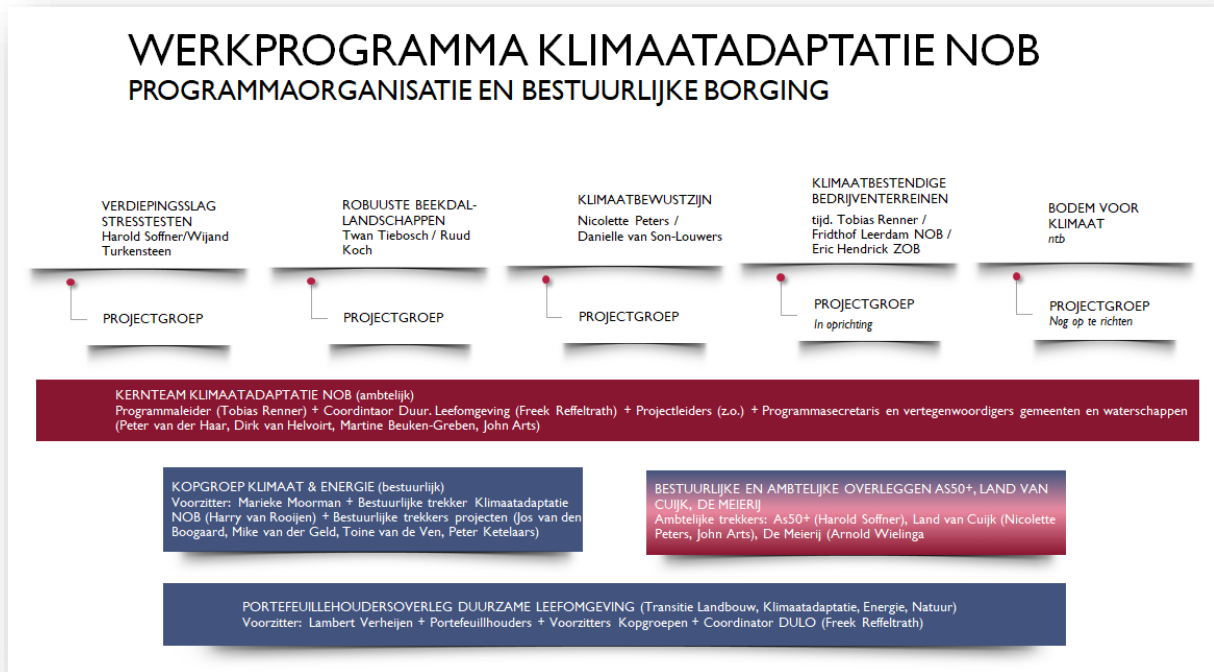 WERKPROGRAMMA KLIMAATADAPTATIE NOB
PROGRAMMAORGANISATIE EN BESTUURLIJKE BORGING
VERDIEPINGSSLAG
STRESSTESTEN
Harold Soffner/Wijand
Turkensteen
PROJECTGROEP
ROBUUSTE BEEKDAL-
LANDSCHAPPEN
Twan Tiebosch / Ruud
Koch
PROJECTGROEP
KLIMAATBEWUSTZIJN
Nicolette Peters /
Danielle van Son-Louwers
PROJECTGROEP
KLIMAATBESTENDIGE
BEDRIJVENTERREINEN
tijd. Tobias Renner /
Fridthof Leerdam NOB /
Eric Hendrick ZOB
PROJECTGROEP
In oprichting
BODEM VOOR
KLIMAAT
ntb
PROJECTGROEP
Nog op te richten
KERNTEAM KLIMAATADAPTATIE NOB (ambtelijk)
Programmaleider (Tobias Renner) + Coordintaor Duur. Leefomgeving (Freek Reffeltrath) + Projectleiders (z.o.) + Programmasecretaris en vertegenwoordigers gemeenten en waterschappen
(Peter van der Haar, Dirk van Helvoirt, Martine Beuken-Greben, John Arts)
KOPGROEP KLIMAAT & ENERGIE (bestuurlijk)
Voorzitter: Marieke Moorman + Bestuurlijke trekker Klimaatadaptatie
NOB (Harry van Rooijen) + Bestuurlijke trekkers projecten (Jos van den
Boogaard, Mike van der Geld, Toine van de Ven, Peter Ketelaars)
BESTUURLIJKE EN AMBTELIJKE OVERLEGGEN AS50+, LAND VAN
CUIJK, DE MEIERIJ
Ambtelijke trekkers: As50+ (Harold Soffner), Land van Cuijk (Nicolette
Peters, John Arts), De Meierij (Arnold Wielinga
PORTEFEUILLEHOUDERSOVERLEG DUURZAME LEEFOMGEVING (Transitie Landbouw, Klimaatadaptatie, Energie, Natuur)
Voorzitter: Lambert Verheijen + Portefeuillhouders + Voorzitters Kopgroepen + Coordinator DULO (Freek Reffeltrath)